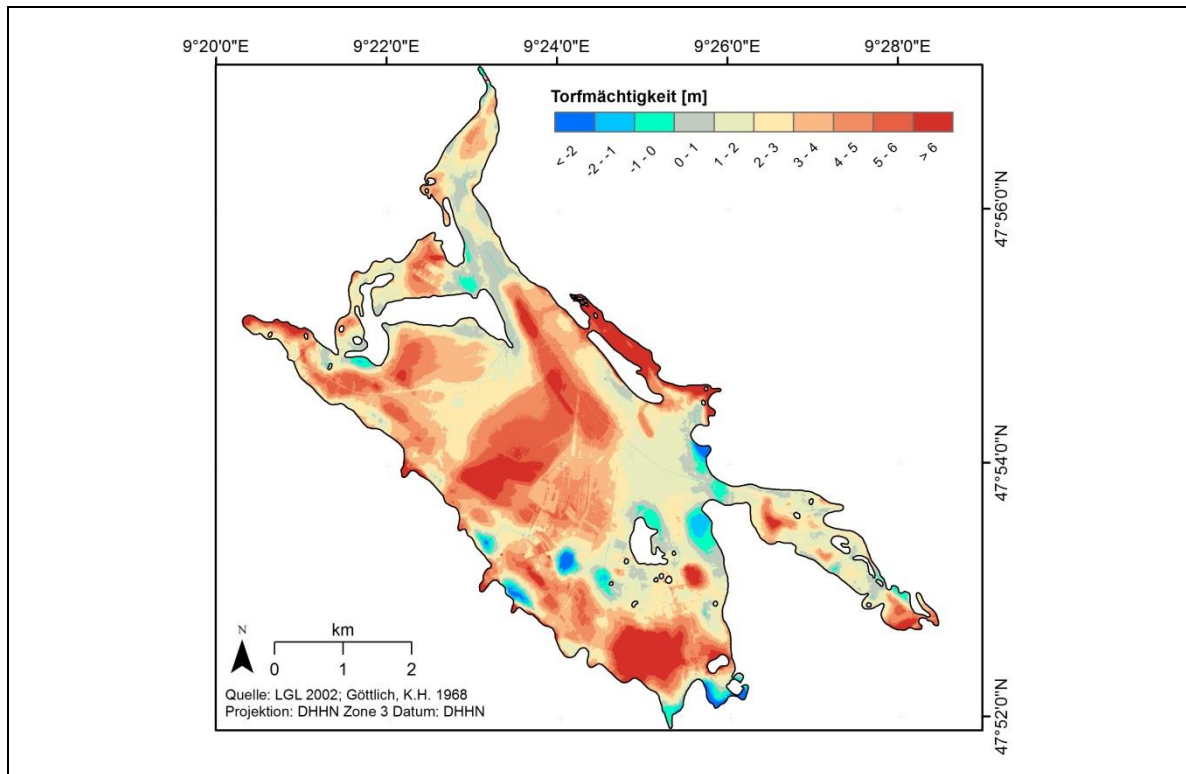 9°20'0"E 9°22'0"E 9°24'0"E 9°26'0"E 9°28'0"E
Torfmächtigkeit [m]
< -2 -2 - -1 -1 - 0 0 - 1 1 - 2 2 - 3 3 - 4 4 - 5 5 - 6 > 6
47°56'0"N
47°54'0"N
47°52'0"N
N
km
0 1 2
Quelle: LGL 2002; Göttlich, K.H. 1968
Projektion: DHHN Zone 3 Datum: DHHN